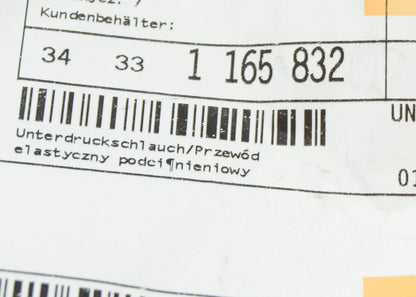 Kundenbehälter:
34 33 1 165 832
UN
Unterdruckschlauch/Przewód
elastyczny podci¶nieniowy
01